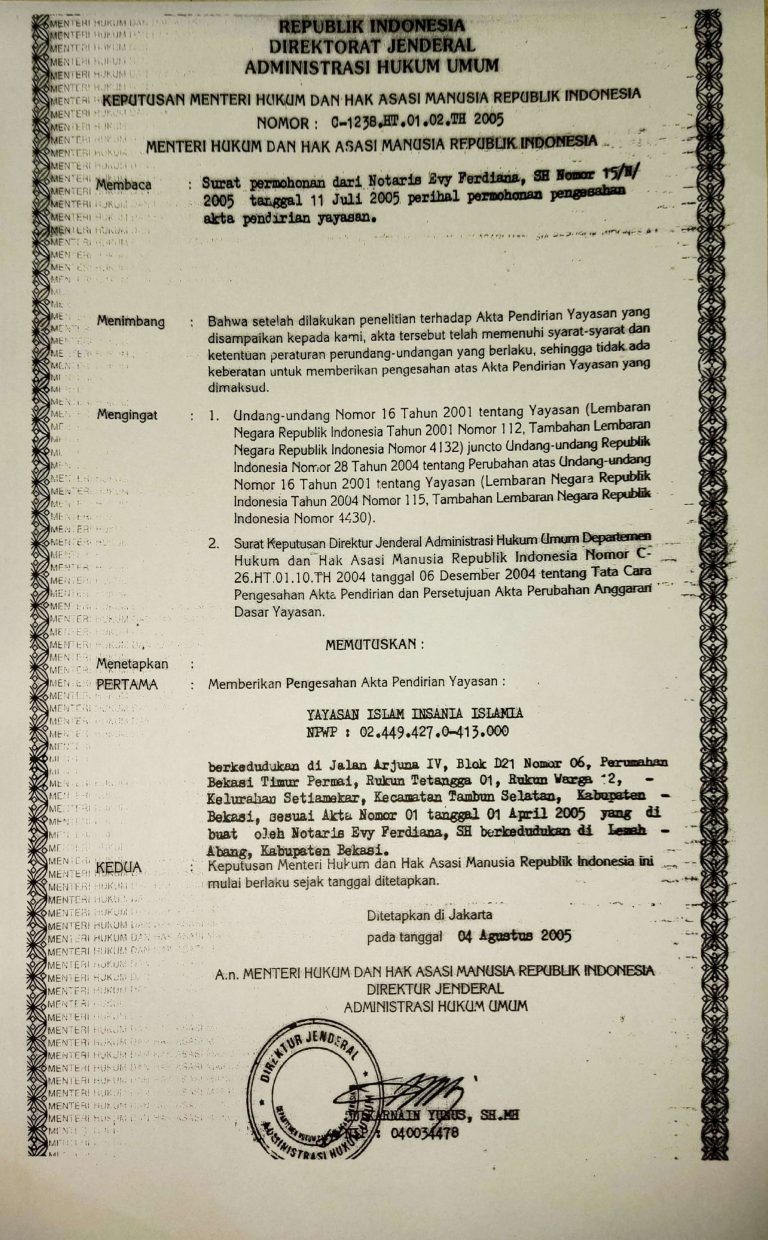 REPUBLIK INDONESIA
DIREKTORAT JENDERAL
ADMINISTRASI HUKUM UMUM
KEPUTUSAN MENTERI HUKUM DAN HAK ASASI MANUSIA REPUBLIK INDONESIA
NOMOR : C-1238.HT.01.02.TH 2005
MENTERI HUKUM DAN HAK ASASI MANUSIA REPUBLIK INDONESIA
Membaca : Surat permohonan dari Notaris Evy Ferdiana, SH Nomor 15/N/
2005 tanggal 11 Juli 2005 perihal permohonan pengesahan
akta pendirian yayasan.
Menimbang : Bahwa setelah dilakukan penelitian terhadap Akta Pendirian Yayasan yang
disampaikan kepada kami, akta tersebut telah memenuhi syarat-syarat dan
ketentuan peraturan perundang-undangan yang berlaku, sehingga tidak ada
keberatan untuk memberikan pengesahan atas Akta Pendirian Yayasan yang
dimaksud.
Mengingat : 1. Undang-undang Nomor 16 Tahun 2001 tentang Yayasan (Lembaran
Negara Republik Indonesia Tahun 2001 Nomor 112, Tambahan Lembaran
Negara Republik Indonesia Nomor 4132) juncto Undang-undang Republik
Indonesia Nomor 28 Tahun 2004 tentang Perubahan atas Undang-undang
Nomor 16 Tahun 2001 tentang Yayasan (Lembaran Negara Republik
Indonesia Tahun 2004 Nomor 115, Tambahan Lembaran Negara Republik
Indonesia Nomor 4430).
2. Surat Keputusan Direktur Jenderal Administrasi Hukum Umum Departemen
Hukum dan Hak Asasi Manusia Republik Indonesia Nomor C-
26.HT.01.10.TH 2004 tanggal 06 Desember 2004 tentang Tata Cara
Pengesahan Akta Pendirian dan Persetujuan Akta Perubahan Anggaran
Dasar Yayasan.
MEMUTUSKAN :
Menetapkan :
PERTAMA : Memberikan Pengesahan Akta Pendirian Yayasan :
YAYASAN ISLAM INSANIA ISLAMIA
NPWP : 02.449.427.0-413.000
berkedudukan di Jalan Arjuna IV, Blok D21 Nomor 06, Perumahan
Bekasi Timur Permai, Rukun Tetangga 01, Rukun Warga 12, -
Kelurahan Setiamekar, Kecamatan Tambun Selatan, Kabupaten -
Bekasi, sesuai Akta Nomor 01 tanggal 01 April 2005 yang di
buat oleh Notaris Evy Ferdiana, SH berkedudukan di Lemah -
Abang, Kabupaten Bekasi.
KEDUA : Keputusan Menteri Hukum dan Hak Asasi Manusia Republik Indonesia ini
mulai berlaku sejak tanggal ditetapkan.
Ditetapkan di Jakarta
pada tanggal 04 Agustus 2005
A.n. MENTERI HUKUM DAN HAK ASASI MANUSIA REPUBLIK INDONESIA
DIREKTUR JENDERAL
ADMINISTRASI HUKUM UMUM
DIREKTUR JENDERAL
ADMINISTRASI HUKUM UMUM
YUNUS, SH.MH
: 040034478